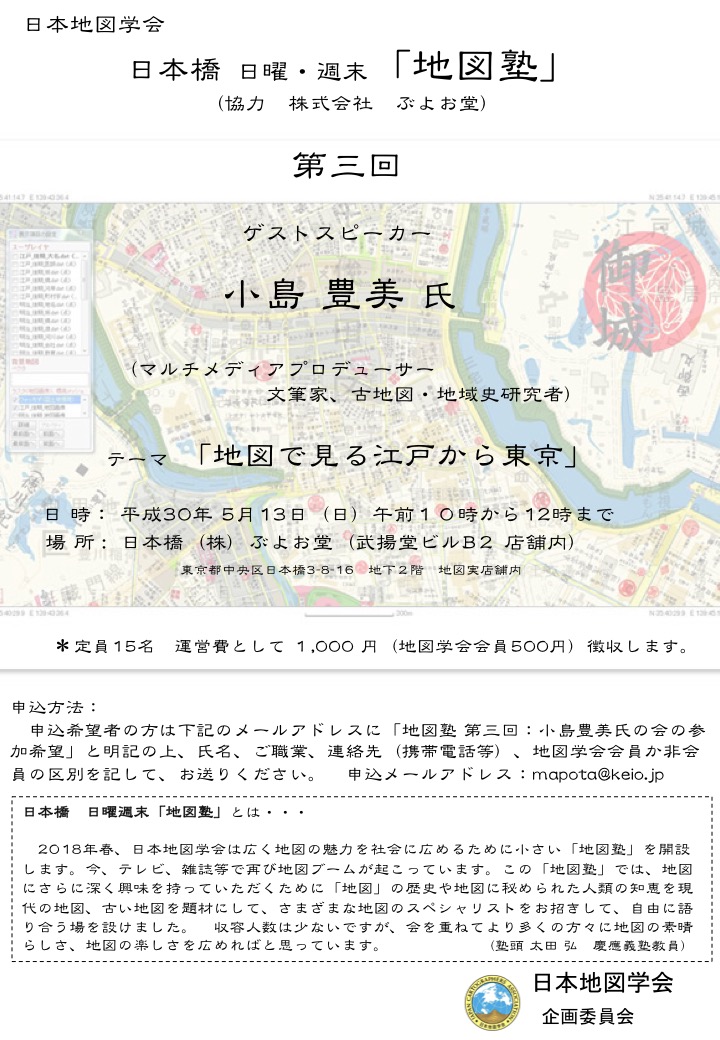 日本地図学会
日本橋 日曜・週末 「地図塾」
（協力　株式会社　ぶよお堂）
第三回
N 25:41:14.7
E 139-43:36.4
御城
ゲストスピーカー
小島 豊美 氏
（マルチメディアプロデューサー
文筆家、古地図・地域史研究者）
テーマ 「地図で見る江戸から東京」
日 時： 平成30年 5月13日（日）午前１０時から12時まで
場 所： 日本橋（株）ぶよお堂（武揚堂ビルB2 店舗内）
東京都中央区日本橋3-8-16　地下２階　地図実店舗内
200m
＊定員15名　運営費として １,000 円（地図学会会員500円）徴収します。
申込方法：
　申込希望者の方は下記のメールアドレスに「地図塾 第三回：小島豊美氏の会の参
加希望」と明記の上、氏名、ご職業、連絡先（携帯電話等）、地図学会会員か非会
員の区別を記して、お送りください。　申込メールアドレス：mapota@keio.jp
日本橋　日曜週末「地図塾」とは・・・
　2018年春、日本地図学会は広く地図の魅力を社会に広めるために小さい「地図塾」を開設
します。今、テレビ、雑誌等で再び地図ブームが起こっています。この「地図塾」では、地図
にさらに深く興味を持っていただくために「地図」の歴史や地図に秘められた人類の知恵を現
代の地図、古い地図を題材にして、さまざまな地図のスペシャリストをお招きして、自由に語
り合う場を設けました。　収容人数は少ないですが、会を重ねてより多くの方々に地図の素晴
らしさ、地図の楽しさを広めればと思っています。　（塾頭 太田 弘　慶應義塾教員）
日本地図学会
企画委員会